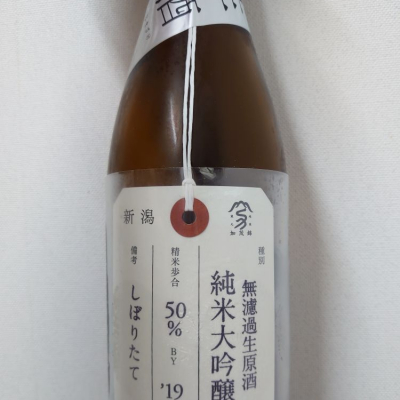 加茂錦
種別
無濾過生原酒
純米大吟醸
精米歩合
50%
BY
'19
新潟
備考
しぼりたて